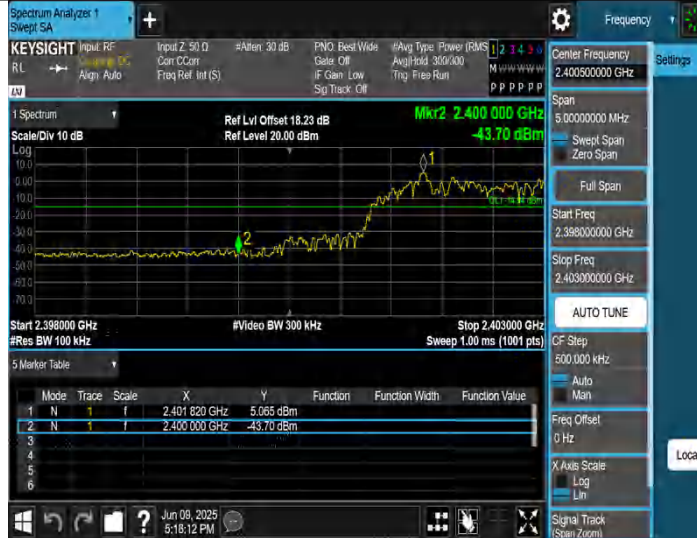 Spectrum Analyzer 1
Swept SA
+
Frequency
KEYSIGHT
Input: RF
Coupling: DC
Align: Auto
Input Z: 50 Ω
Corr CCorr
Freq Ref: Int (S)
#Atten: 30 dB
PNO: Best Wide
Gate: Off
IF Gain: Low
Sig Track: Off
#Avg Type: Power (RMS)
Avg|Hold: 300/300
Trig: Free Run
1 2 3 4 5 6
M W W W W W
P P P P P P
RL
Center Frequency
2.400500000 GHz
Settings
Span
5.00000000 MHz
Swept Span
Zero Span
Full Span
Start Freq
2.398000000 GHz
Stop Freq
2.403000000 GHz
AUTO TUNE
CF Step
500.000 kHz
Auto
Man
Freq Offset
0 Hz
X Axis Scale
Log
Lin
Signal Track
(Span Zoom)
Local
1 Spectrum
Scale/Div 10 dB
Ref Lvl Offset 18.23 dB
Ref Level 20.00 dBm
Mkr2 2.400 000 GHz
-43.70 dBm
Log
10.0
0.00
-10.0
-20.0
-30.0
-40.0
-50.0
-60.0
-70.0
1
2
Start 2.398000 GHz
#Res BW 100 kHz
#Video BW 300 kHz
Stop 2.403000 GHz
Sweep 1.00 ms (1001 pts)
5 Marker Table
Mode Trace Scale X Y Function Function Width Function Value
1 N 1 f 2.401 820 GHz 5.065 dBm
2 N 1 f 2.400 000 GHz -43.70 dBm
3
4
5
6
?
Jun 09, 2025
5:18:12 PM